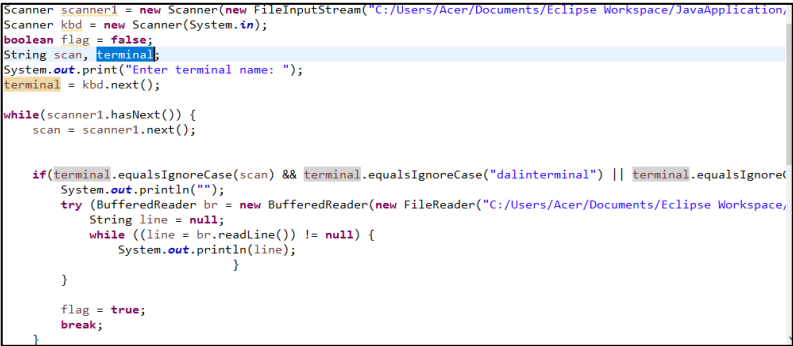 Scanner scanner1 = new Scanner(new FileInputStream("C:/Users/Acer/Documents/Eclipse Workspace/JavaApplication/
Scanner kbd = new Scanner(System.in);
boolean flag = false;
String scan, terminal;
System.out.print("Enter terminal name: ");
terminal = kbd.next();
while(scanner1.hasNext()) {
scan = scanner1.next();
if(terminal.equalsIgnoreCase(scan) && terminal.equalsIgnoreCase("dalinterminal") || terminal.equalsIgnoreC
System.out.println("");
try (BufferedReader br = new BufferedReader(new FileReader("C:/Users/Acer/Documents/Eclipse Workspace/
String line = null;
while ((line = br.readLine()) != null) {
System.out.println(line);
}
}
flag = true;
break;
}